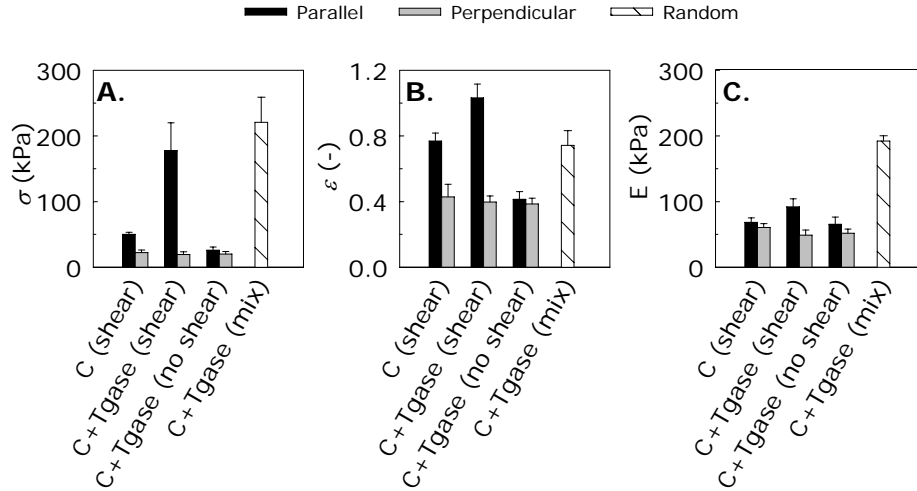 Parallel Perpendicular Random
A.
300
200
100
0
σ (kPa)
C (shear)
C+Tgase (shear)
C+Tgase (no shear)
C+Tgase (mix)
B.
1.2
0.8
0.4
0.0
ε (-)
C (shear)
C+Tgase (shear)
C+Tgase (no shear)
C+Tgase (mix)
C.
300
200
100
0
E (kPa)
C (shear)
C+Tgase (shear)
C+Tgase (no shear)
C+Tgase (mix)